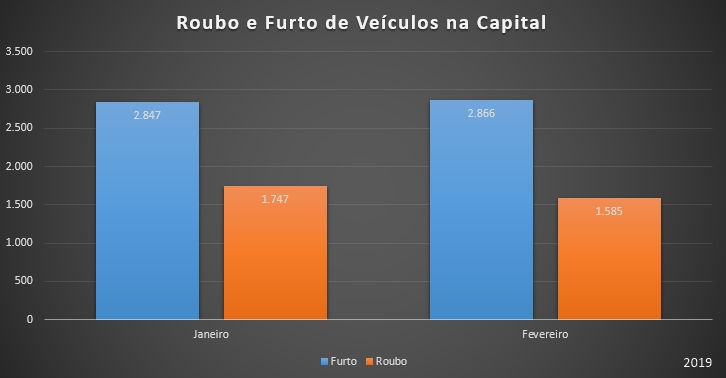 Roubo e Furto de Veículos na Capital
3.500
3.000
2.500
2.000
1.500
1.000
500
0
2.847
1.747
2.866
1.585
Janeiro
Fevereiro
Furto
Roubo
2019